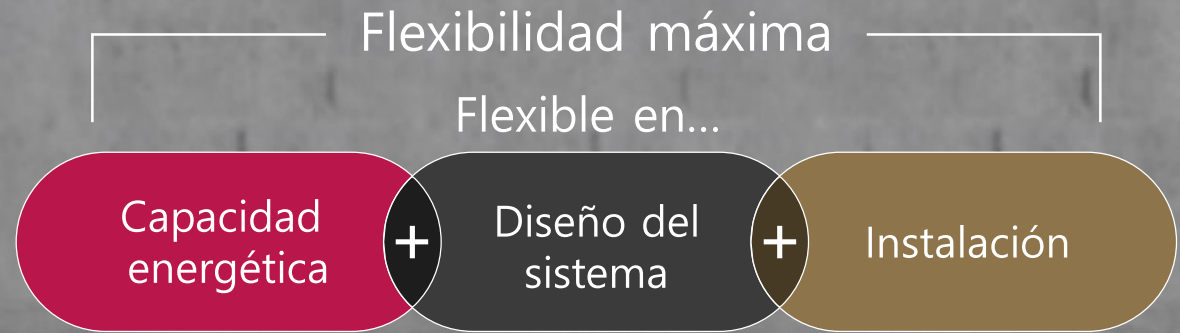 Flexibilidad máxima
Flexible en...
Capacidad
energética
+
Diseño del
sistema
+
Instalación